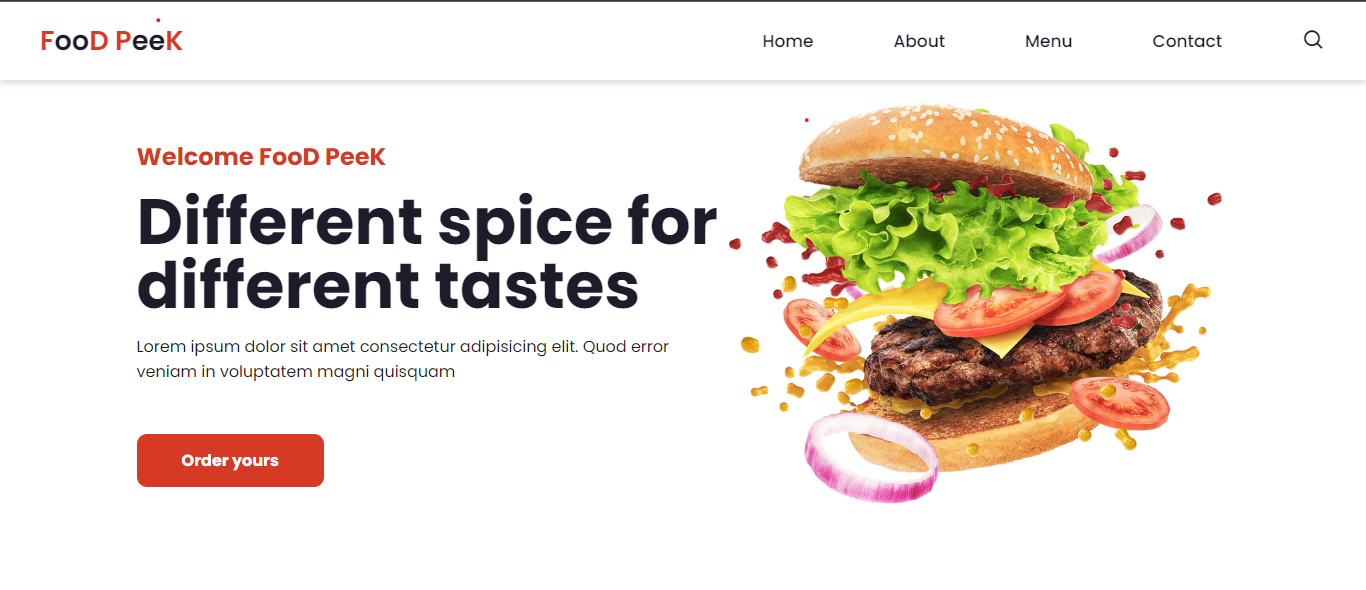 FooD PeeK
Home About Menu Contact
Welcome FooD PeeK
Different spice for
different tastes
Lorem ipsum dolor sit amet consectetur adipisicing elit. Quod error
veniam in voluptatem magni quisquam
Order yours